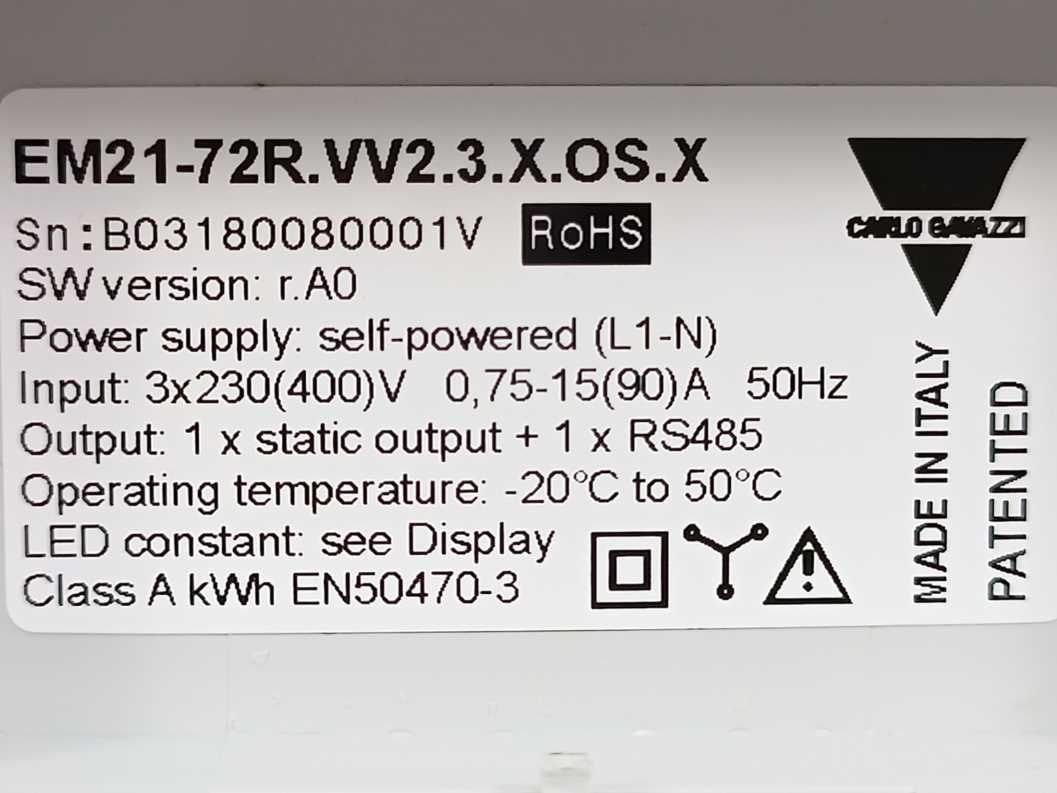 EM21-72R.VV2.3.X.OS.X
Sn:B03180080001V RoHS
SW version: r.A0
Power supply: self-powered (L1-N)
Input: 3x230(400)V 0,75-15(90)A 50Hz
Output: 1 x static output + 1 x RS485
Operating temperature: -20°C to 50°C
LED constant: see Display
Class A kWh EN50470-3
CARLO GAVAZZI
MADE IN ITALY
PATENTED